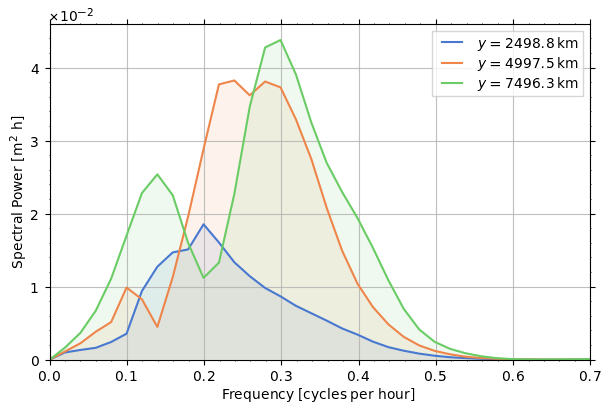 ×10⁻²
y = 2498.8 km
y = 4997.5 km
y = 7496.3 km
Spectral Power [m² h]
4
3
2
1
0
0.0 0.1 0.2 0.3 0.4 0.5 0.6 0.7
Frequency [cycles per hour]